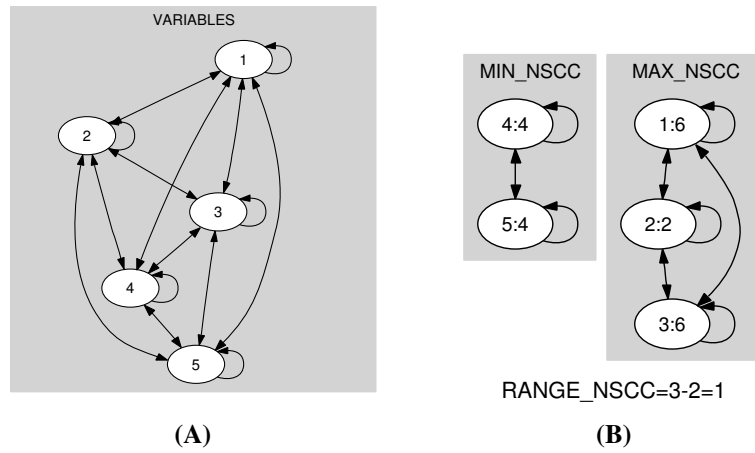 VARIABLES
1
2
3
4
5
(A)
MIN_NSCC
4:4
5:4
MAX_NSCC
1:6
2:2
3:6
RANGE_NSCC=3-2=1
(B)